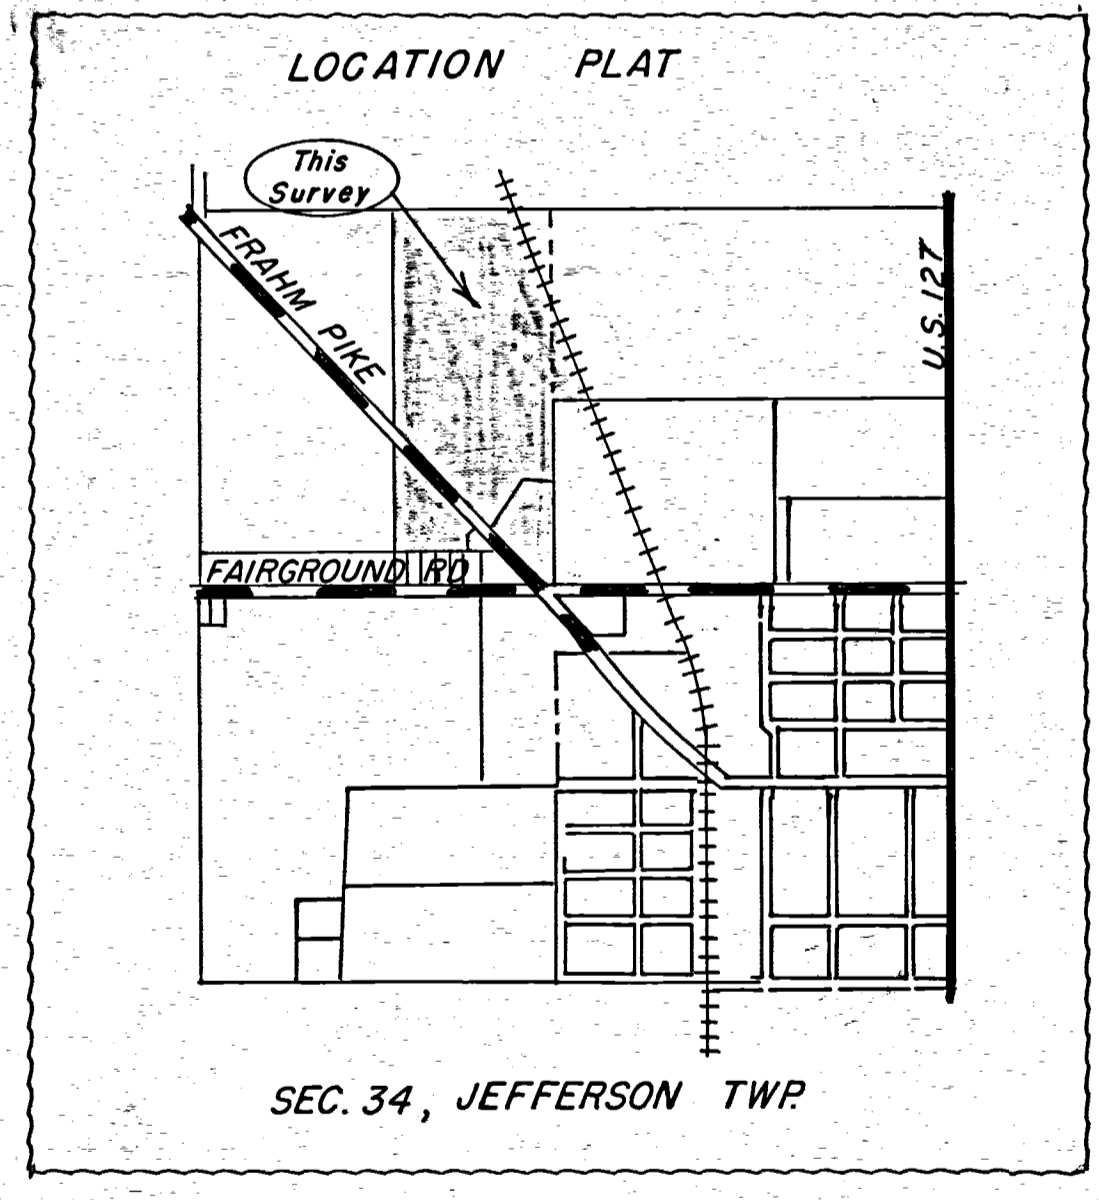 LOCATION PLAT
This
Survey
FRAHM PIKE
U.S. 127
FAIRGROUND RD
SEC. 34, JEFFERSON TWP.